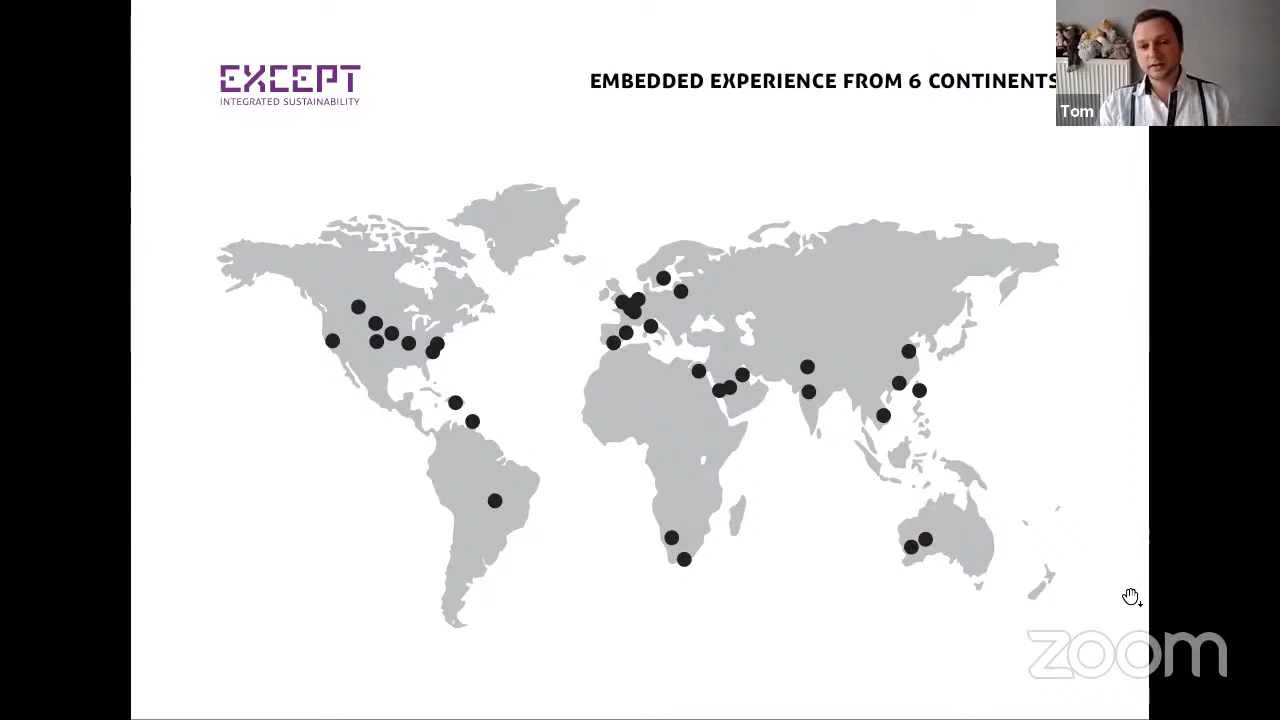 EXCEPT
INTEGRATED SUSTAINABILITY
EMBEDDED EXPERIENCE FROM 6 CONTINENTS
Tom
zoom